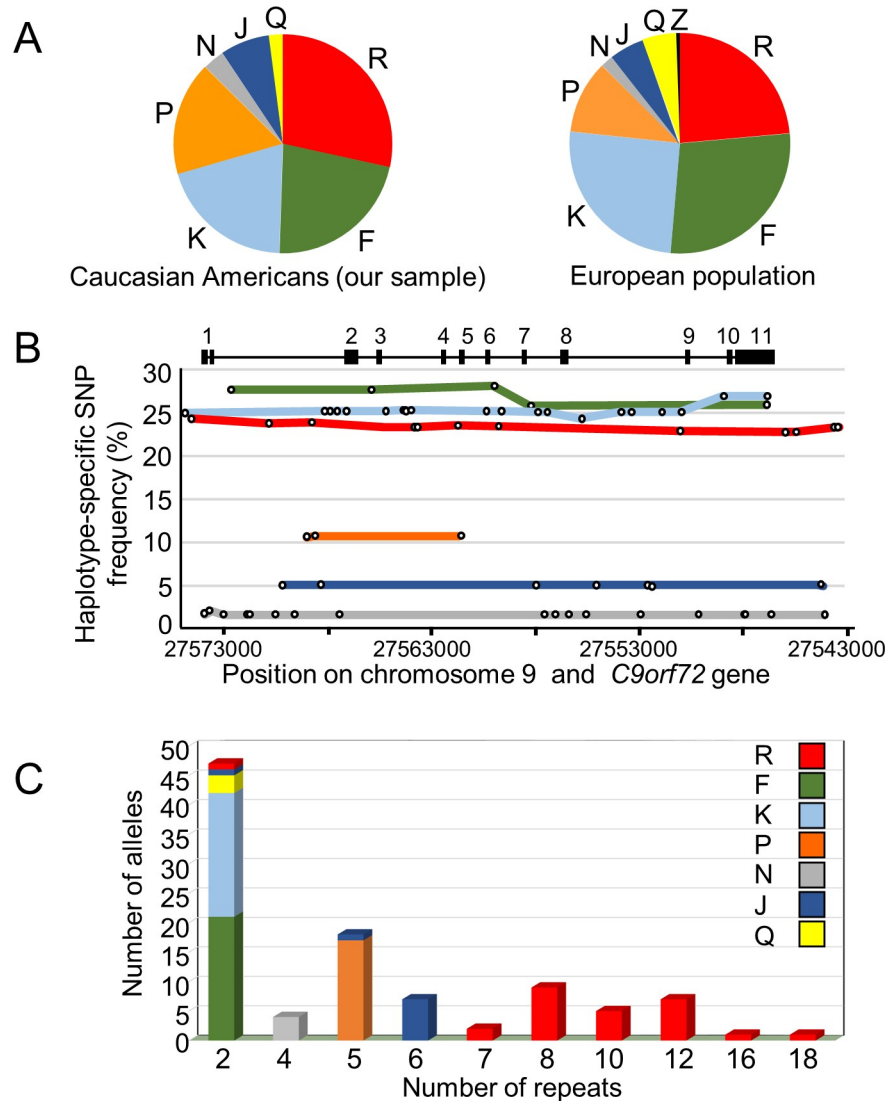 A
N J Q
R
P
K
F
Caucasian Americans (our sample)
N J Q Z
R
P
K
F
European population
B
1 2 3 4 5 6 7 8 9 10 11
Haplotype-specific SNP
frequency (%)
30
25
20
15
10
5
0
27573000 27563000 27553000 27543000
Position on chromosome 9 and C9orf72 gene
C
Number of alleles
50
45
40
35
30
25
20
15
10
5
0
R
F
K
P
N
J
Q
2 4 5 6 7 8 10 12 16 18
Number of repeats